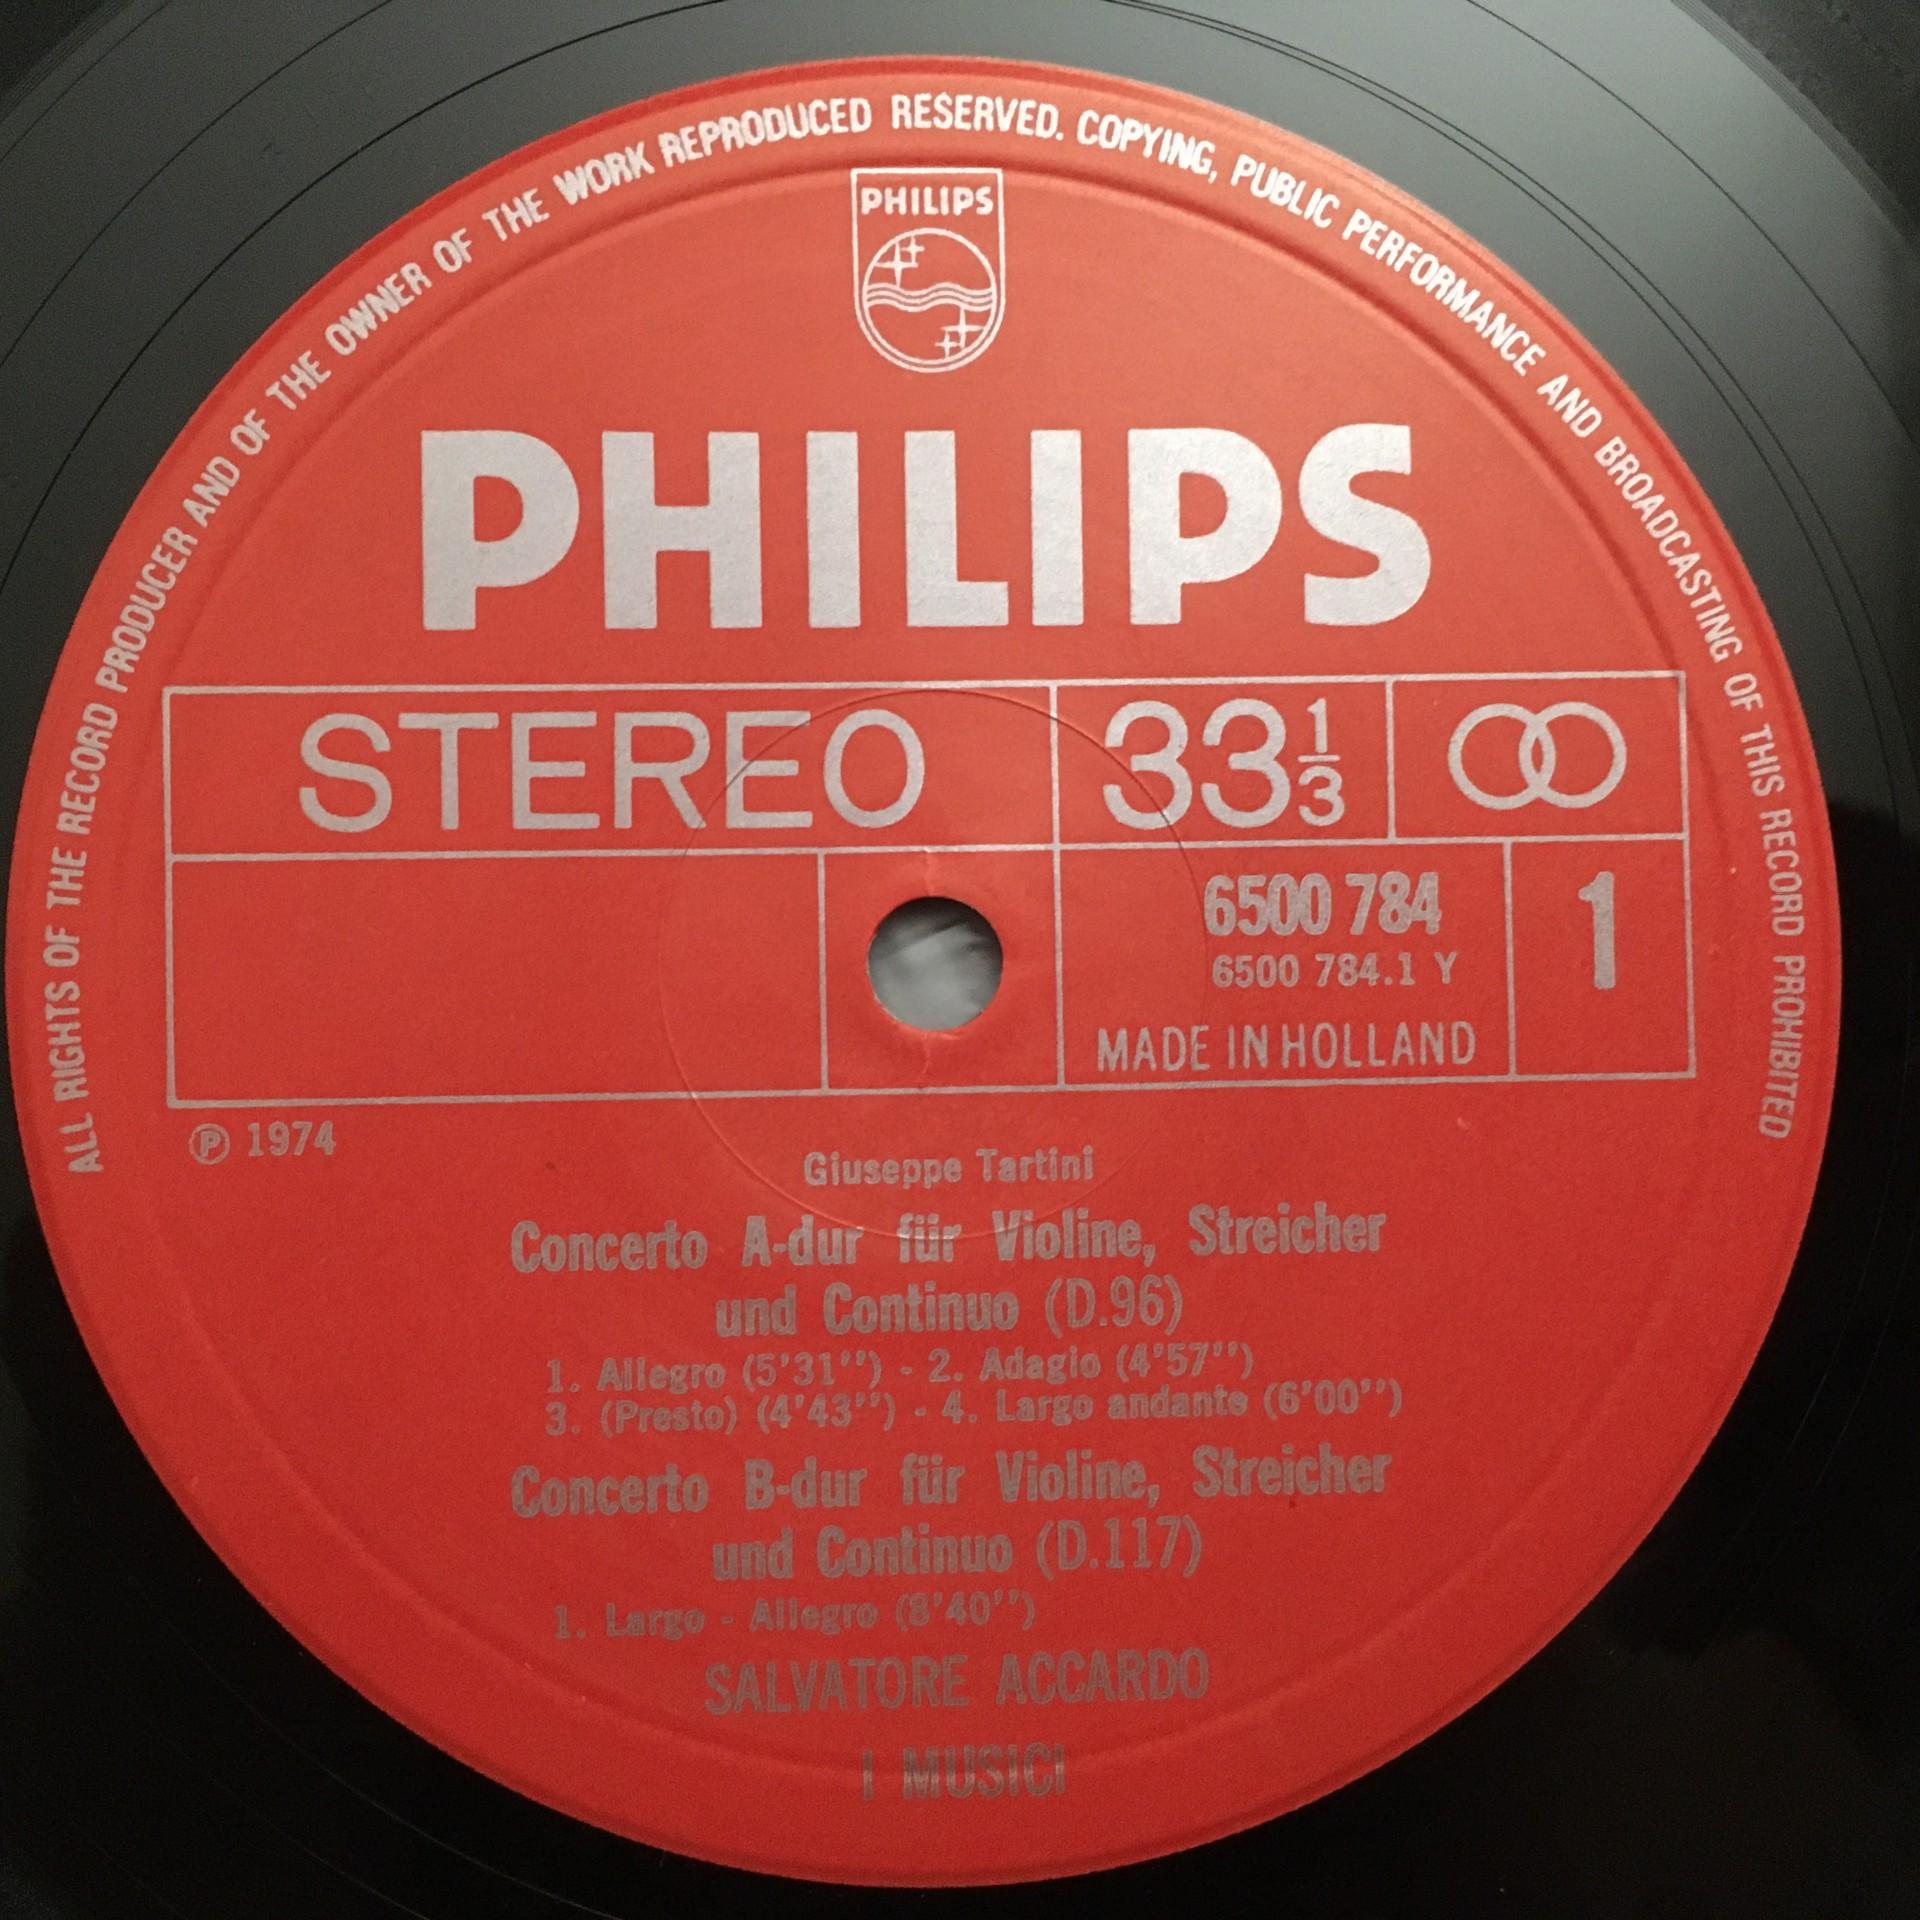 ALL RIGHTS OF THE RECORD PRODUCER AND OF THE OWNER OF THE WORK REPRODUCED RESERVED. COPYING, PUBLIC PERFORMANCE AND BROADCASTING OF THIS RECORD PROHIBITED
PHILIPS
PHILIPS
STEREO 33 1/3
6500 784 1
6500 784.1 Y
MADE IN HOLLAND
℗ 1974
Giuseppe Tartini
Concerto A-dur für Violine, Streicher
und Continuo (D.96)
1. Allegro (5'31'') - 2. Adagio (4'57'')
3. (Presto) (4'43'') - 4. Largo andante (6'00'')
Concerto B-dur für Violine, Streicher
und Continuo (D.117)
1. Largo - Allegro (8'40'')
SALVATORE ACCARDO
I MUSICI